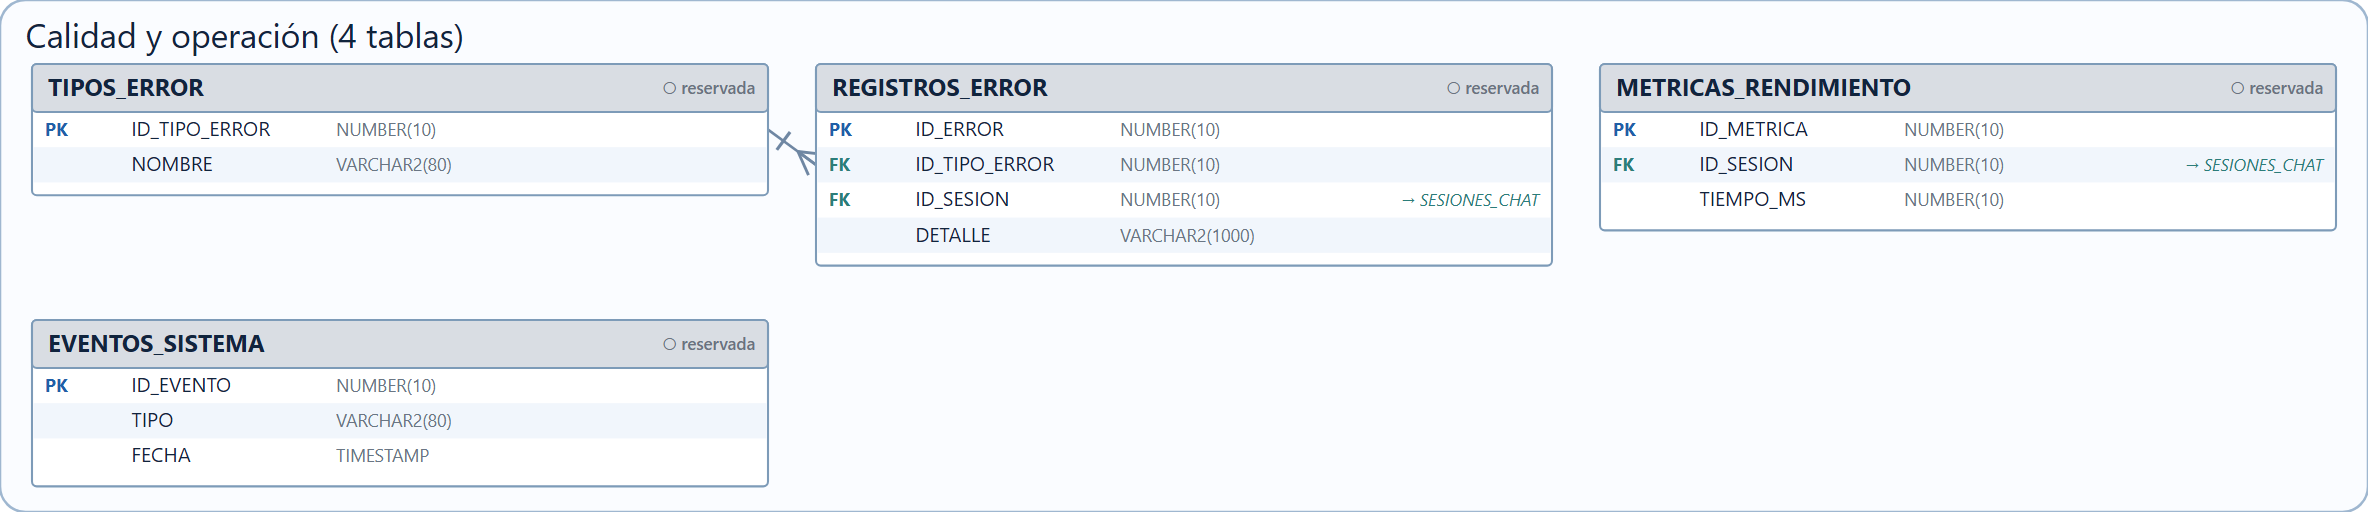 Calidad y operación (4 tablas)
TIPOS_ERROR ○ reservada
PK ID_TIPO_ERROR NUMBER(10)
NOMBRE VARCHAR2(80)
REGISTROS_ERROR ○ reservada
PK ID_ERROR NUMBER(10)
FK ID_TIPO_ERROR NUMBER(10)
FK ID_SESION NUMBER(10) → SESIONES_CHAT
DETALLE VARCHAR2(1000)
METRICAS_RENDIMIENTO ○ reservada
PK ID_METRICA NUMBER(10)
FK ID_SESION NUMBER(10) → SESIONES_CHAT
TIEMPO_MS NUMBER(10)
EVENTOS_SISTEMA ○ reservada
PK ID_EVENTO NUMBER(10)
TIPO VARCHAR2(80)
FECHA TIMESTAMP